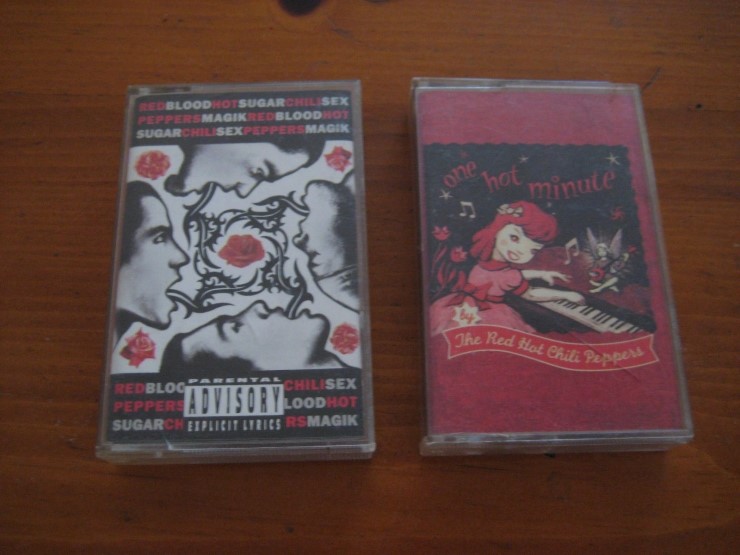 REDBLOODHOTSUGARCHILISEX
PEPPERSMAGIKREDBLOODHOT
SUGARCHILISEXPEPPERSMAGIK
REDBLOO
CHILISEX
PEPPERS
LOODHOT
SUGARCH
RSMAGIK
PARENTAL
ADVISORY
EXPLICIT LYRICS
one hot minute
by
The Red Hot Chili Peppers